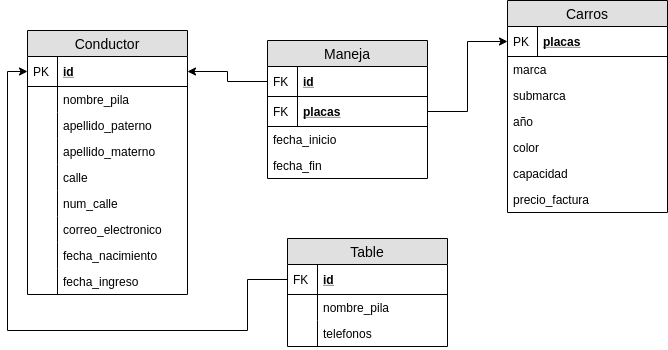 Conductor
PK id
nombre_pila
apellido_paterno
apellido_materno
calle
num_calle
correo_electronico
fecha_nacimiento
fecha_ingreso
Maneja
FK id
FK placas
fecha_inicio
fecha_fin
Carros
PK placas
marca
submarca
año
color
capacidad
precio_factura
Table
FK id
nombre_pila
telefonos